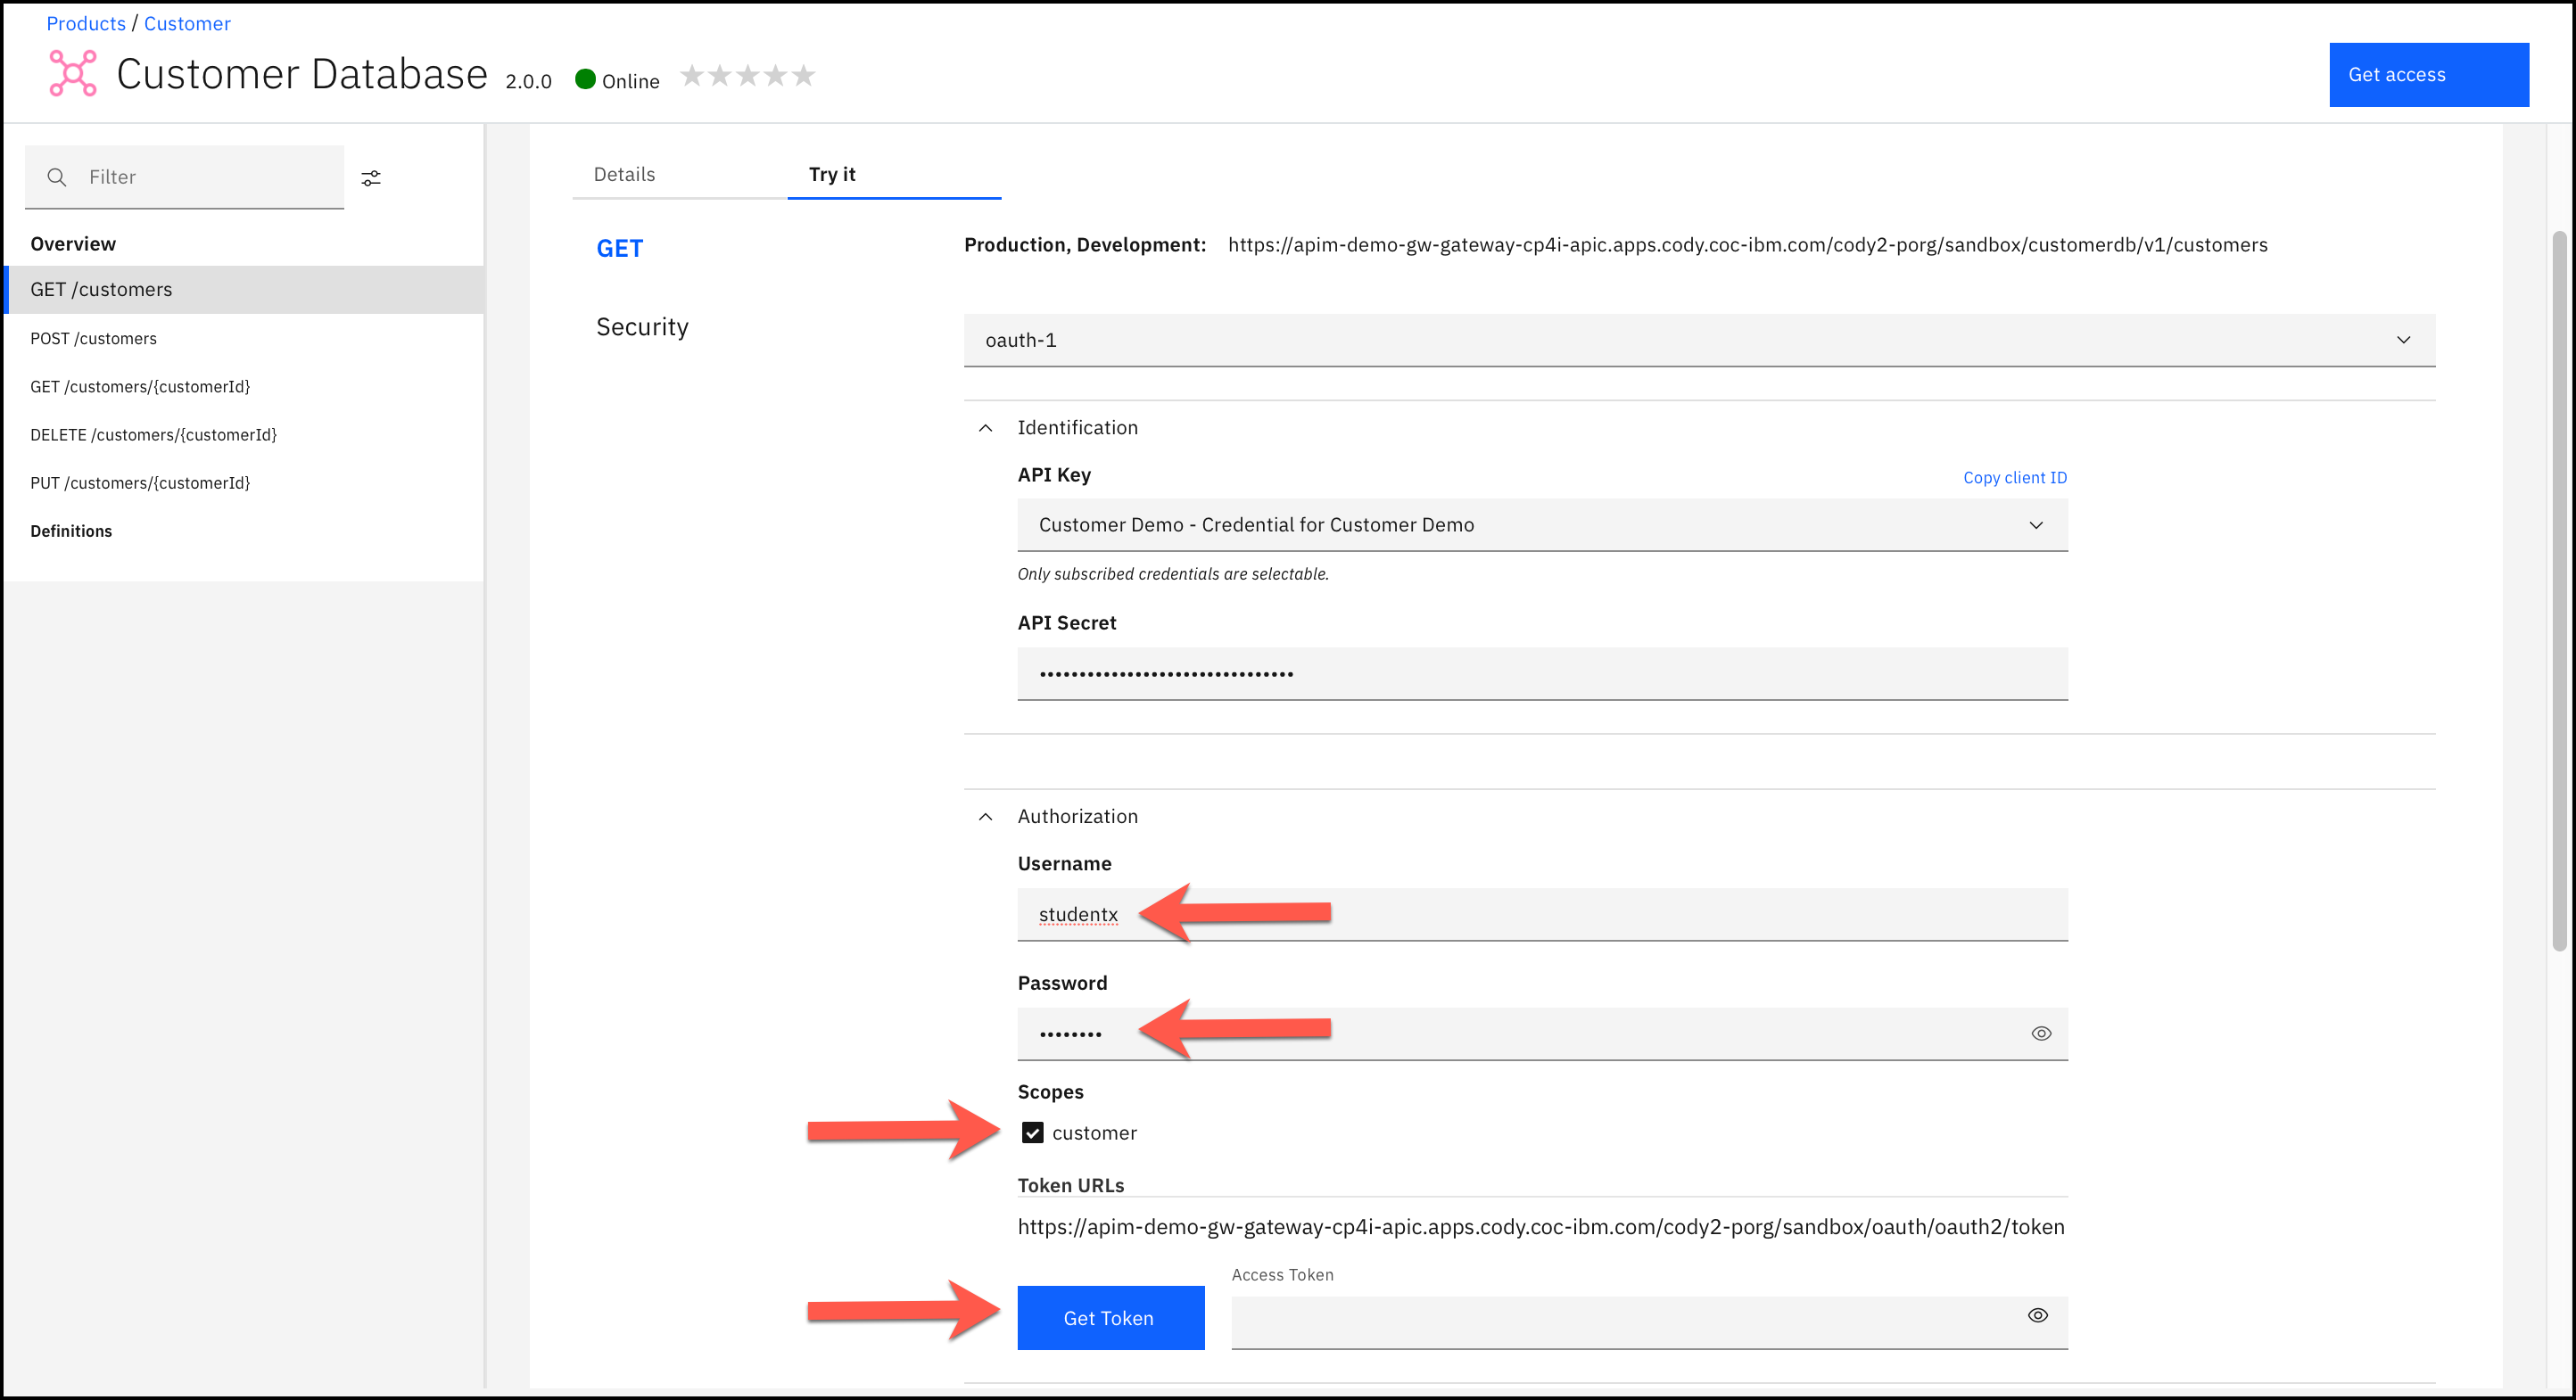 Products / Customer
Customer Database 2.0.0 Online
Get access
Filter
Overview
GET /customers
POST /customers
GET /customers/{customerId}
DELETE /customers/{customerId}
PUT /customers/{customerId}
Definitions
Details Try it
GET Production, Development: https://apim-demo-gw-gateway-cp4i-apic.apps.cody.coc-ibm.com/cody2-porg/sandbox/customerdb/v1/customers
Security oauth-1
Identification
API Key Copy client ID
Customer Demo - Credential for Customer Demo
Only subscribed credentials are selectable.
API Secret
••••••••••••••••••••••••••••••••
Authorization
Username
studentx
Password
••••••••
Scopes
customer
Token URLs
https://apim-demo-gw-gateway-cp4i-apic.apps.cody.coc-ibm.com/cody2-porg/sandbox/oauth/oauth2/token
Access Token
Get Token